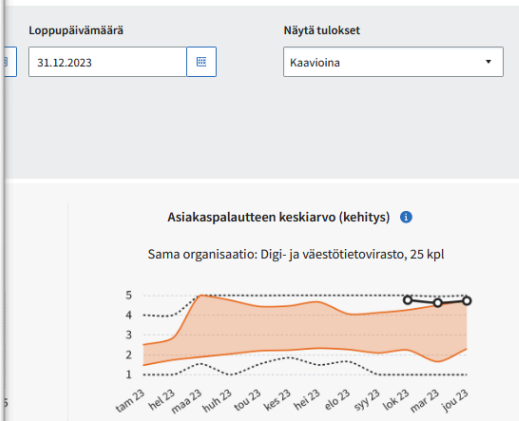 Loppupäivämäärä
Näytä tulokset
31.12.2023
Kaavioina
Asiakaspalautteen keskiarvo (kehitys)
Sama organisaatio: Digi- ja väestötietovirasto, 25 kpl
5
4
3
2
1
tam 23 hel 23 maa 23 huh 23 tou 23 kes 23 hei 23 elo 23 syy 23 lok 23 mar 23 jou 23